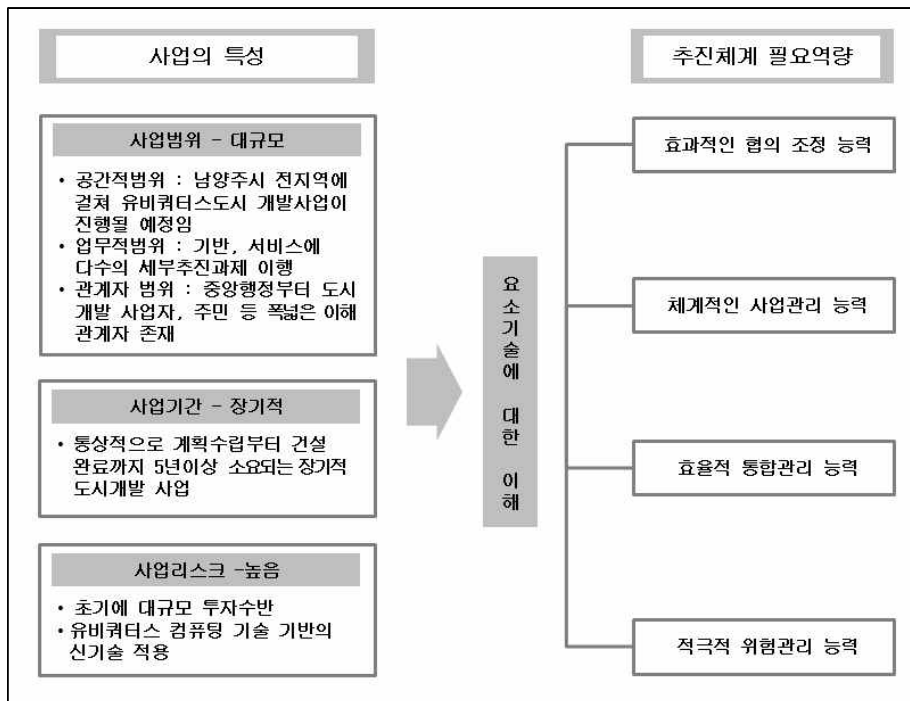 사업의 특성
사업범위 - 대규모
• 공간적범위 : 남양주시 전지역에
걸쳐 유비쿼터스도시 개발사업이
진행될 예정임
• 업무적범위 : 기반, 서비스에
다수의 세부추진과제 이행
• 관계자 범위 : 중앙행정부터 도시
개발 사업자, 주민 등 폭넓은 이해
관계자 존재
사업기간 - 장기적
• 통상적으로 계획수립부터 건설
완료까지 5년이상 소요되는 장기적
도시개발 사업
사업리스크 -높음
• 초기에 대규모 투자수반
• 유비쿼터스 컴퓨팅 기술 기반의
신기술 적용
요소기술에 대한 이해
추진체계 필요역량
효과적인 협의 조정 능력
체계적인 사업관리 능력
효율적 통합관리 능력
적극적 위험관리 능력